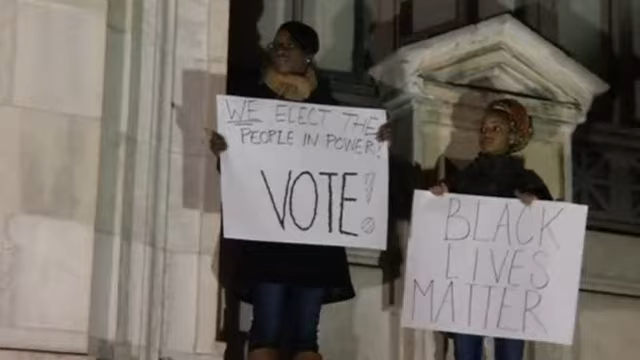 WE ELECT THE
PEOPLE IN POWER!
VOTE!
BLACK
LIVES
MATTER